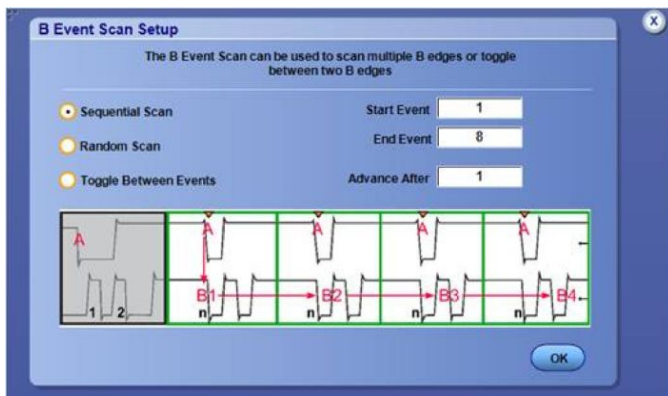 B Event Scan Setup
X
The B Event Scan can be used to scan multiple B edges or toggle
between two B edges
Sequential Scan
Start Event 1
Random Scan
End Event 8
Toggle Between Events
Advance After 1
A A A A A
B1 B2 B3 B4
1 2 n n n n
OK